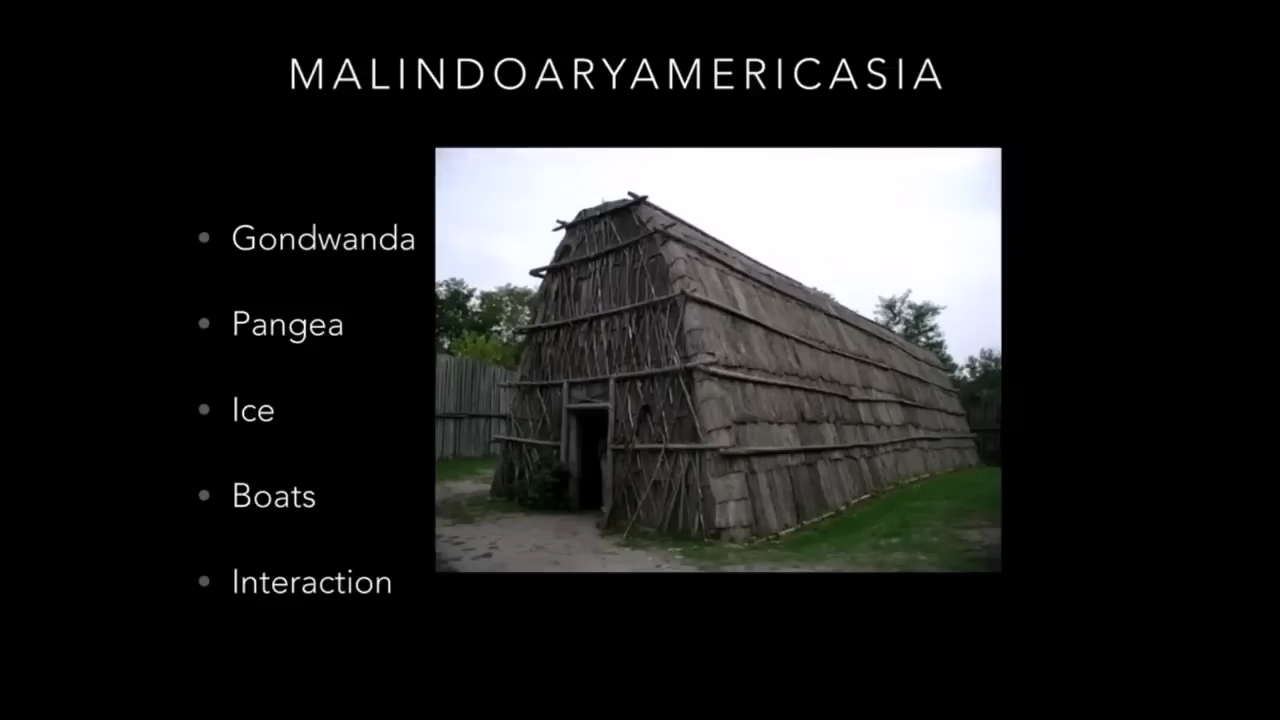 MALINDOARYAMERICASIA
Gondwanda
Pangea
Ice
Boats
Interaction